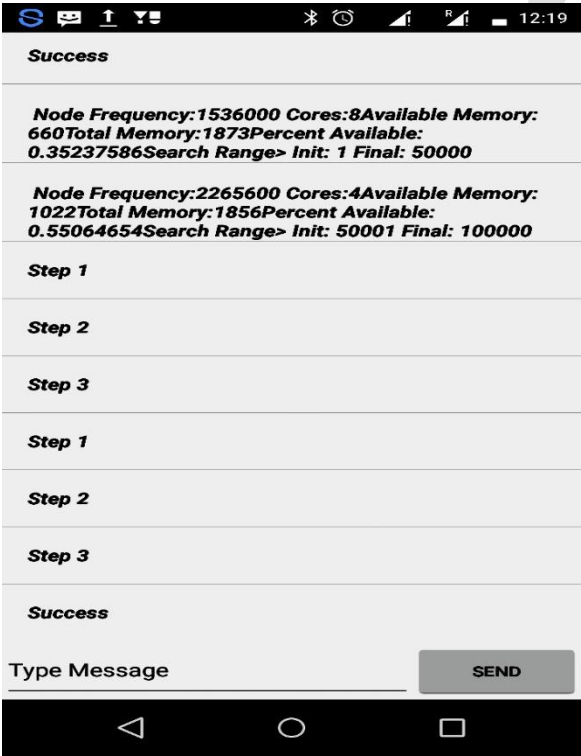 R
12:19
Success
Node Frequency:1536000 Cores:8Available Memory:
660Total Memory:1873Percent Available:
0.35237586Search Range> Init: 1 Final: 50000
Node Frequency:2265600 Cores:4Available Memory:
1022Total Memory:1856Percent Available:
0.55064654Search Range> Init: 50001 Final: 100000
Step 1
Step 2
Step 3
Step 1
Step 2
Step 3
Success
Type Message
SEND